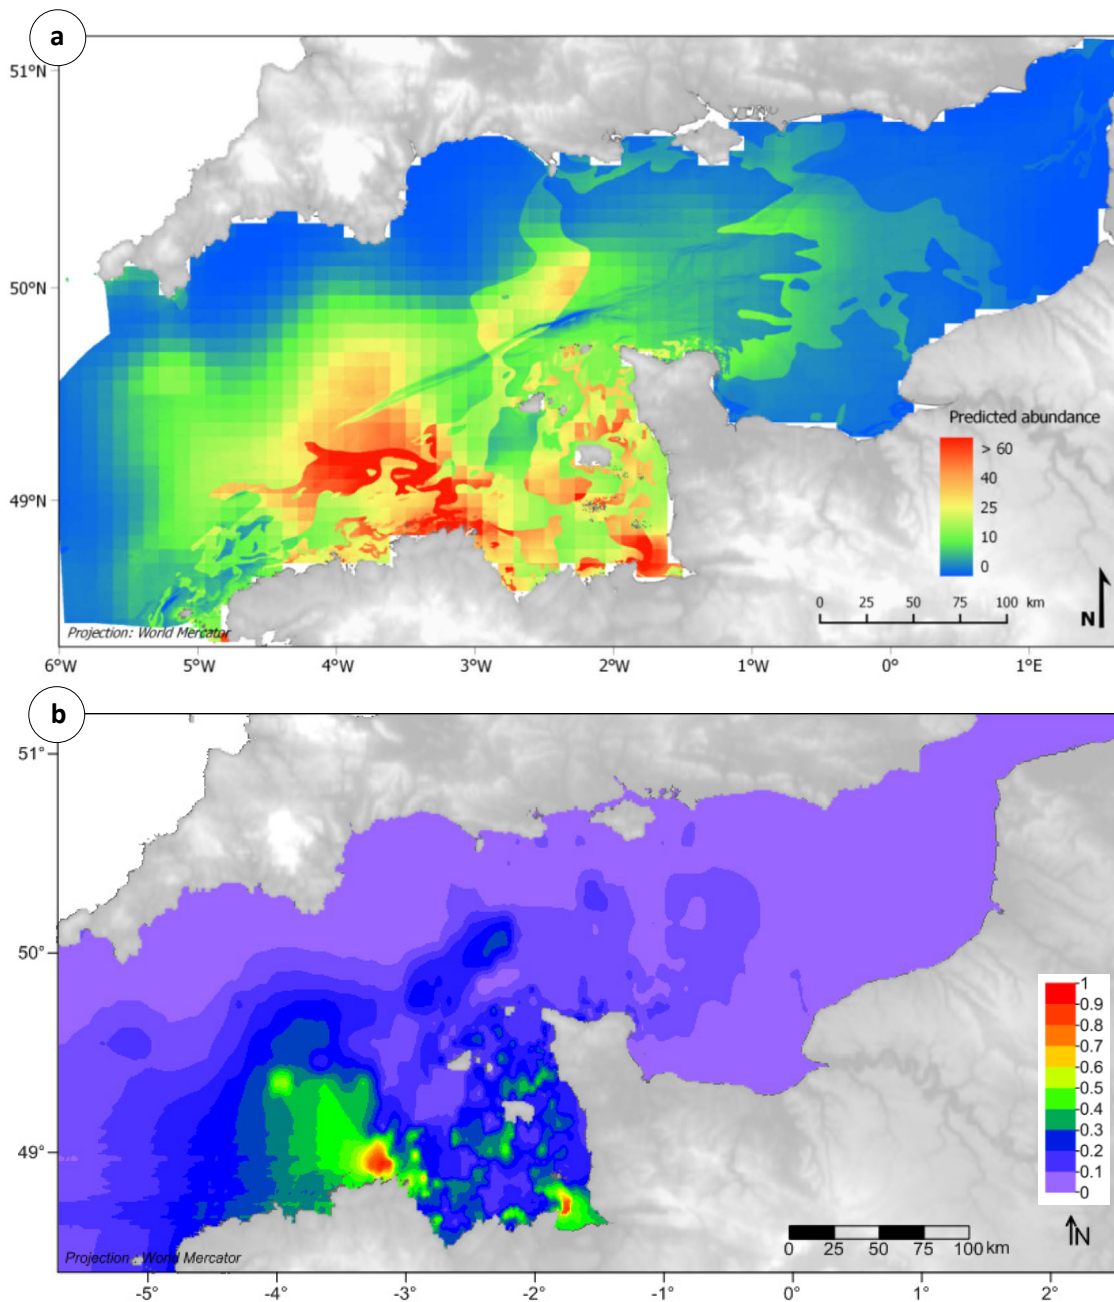 a
51°N
50°N
49°N
Predicted abundance
> 60
40
25
10
0
0 25 50 75 100 km
N
Projection: World Mercator
6°W 5°W 4°W 3°W 2°W 1°W 0° 1°E
b
51°
50°
49°
1
0.9
0.8
0.7
0.6
0.5
0.4
0.3
0.2
0.1
0
N
0 25 50 75 100 km
Projection : World Mercator
-5° -4° -3° -2° -1° 0° 1° 2°